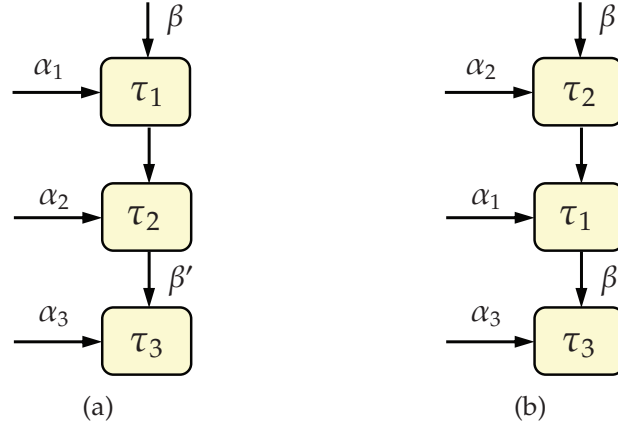 β β
α₁ τ₁ α₂ τ₂
α₂ τ₂ α₁ τ₁
β′ β
α₃ τ₃ α₃ τ₃
(a) (b)